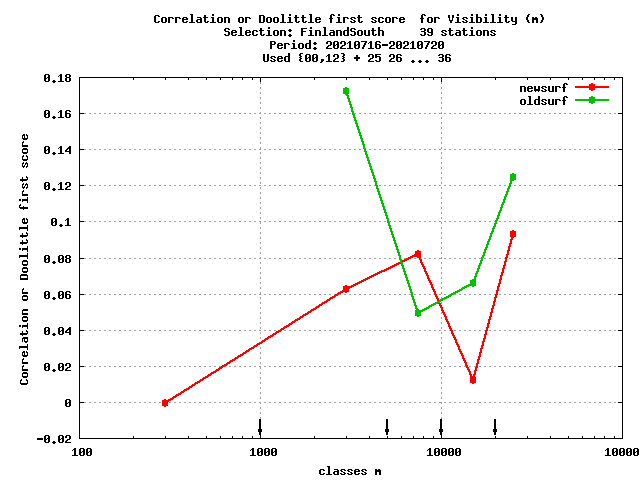 Correlation or Doolittle first score  for Visibility (m)
Selection: FinlandSouth     39 stations
Period: 20210716-20210720
Used {00,12} + 25 26 ... 36
newsurf
oldsurf
Correlation or Doolittle first score
0.18
0.16
0.14
0.12
0.1
0.08
0.06
0.04
0.02
0
-0.02
100 1000 10000 100000
classes m